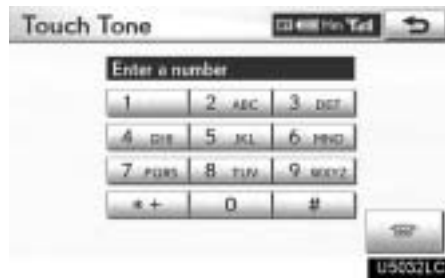 Touch Tone
Enter a number
1 2 ABC 3 DEF
4 GHI 5 JKL 6 MNO
7 PQRS 8 TUV 9 WXYZ
* + 0 #
U5032LC